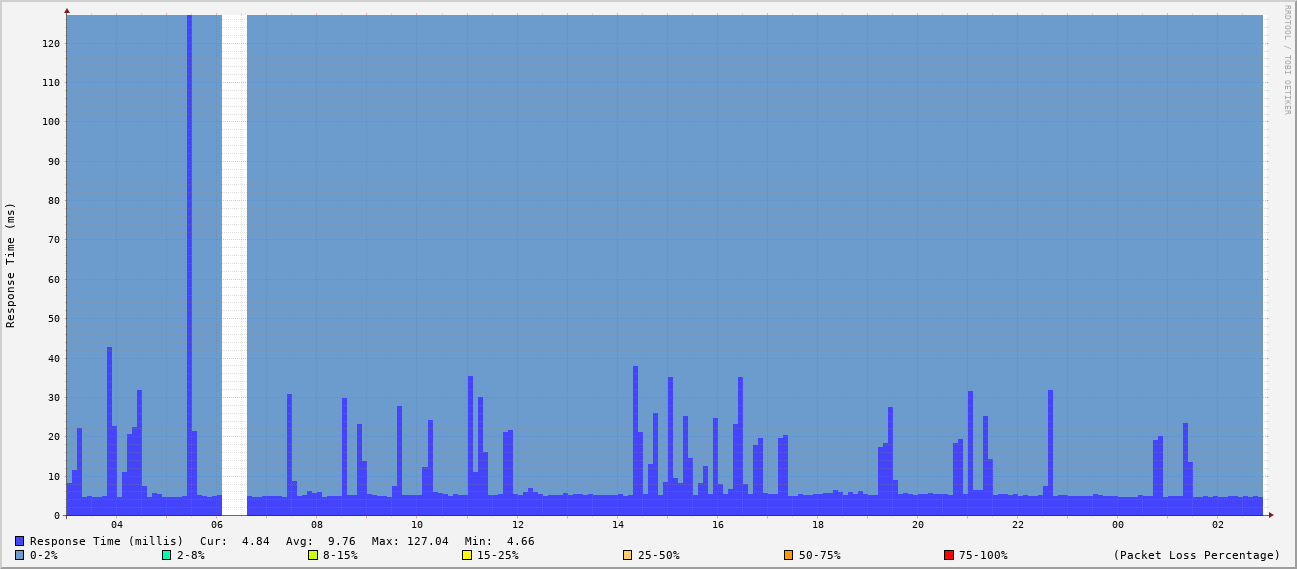 RRDTOOL / TOBI OETIKER
Response Time (ms)
120
110
100
90
80
70
60
50
40
30
20
10
0
04 06 08 10 12 14 16 18 20 22 00 02
Response Time (millis) Cur: 4.84 Avg: 9.76 Max: 127.04 Min: 4.66
0-2% 2-8% 8-15% 15-25% 25-50% 50-75% 75-100% (Packet Loss Percentage)